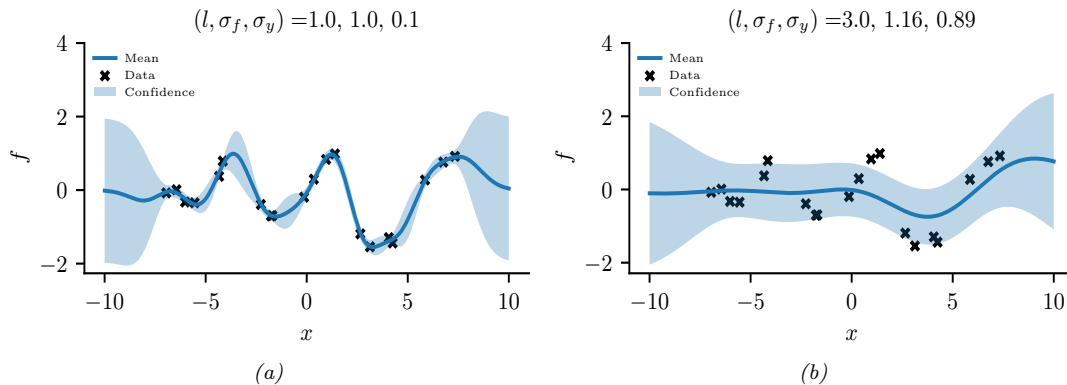 (l, σ_f, σ_y) =1.0, 1.0, 0.1
4
2
0
−2
f
Mean
Data
Confidence
−10
−5
0
5
10
x
(a)
(l, σ_f, σ_y) =3.0, 1.16, 0.89
4
2
0
−2
f
Mean
Data
Confidence
−10
−5
0
5
10
x
(b)